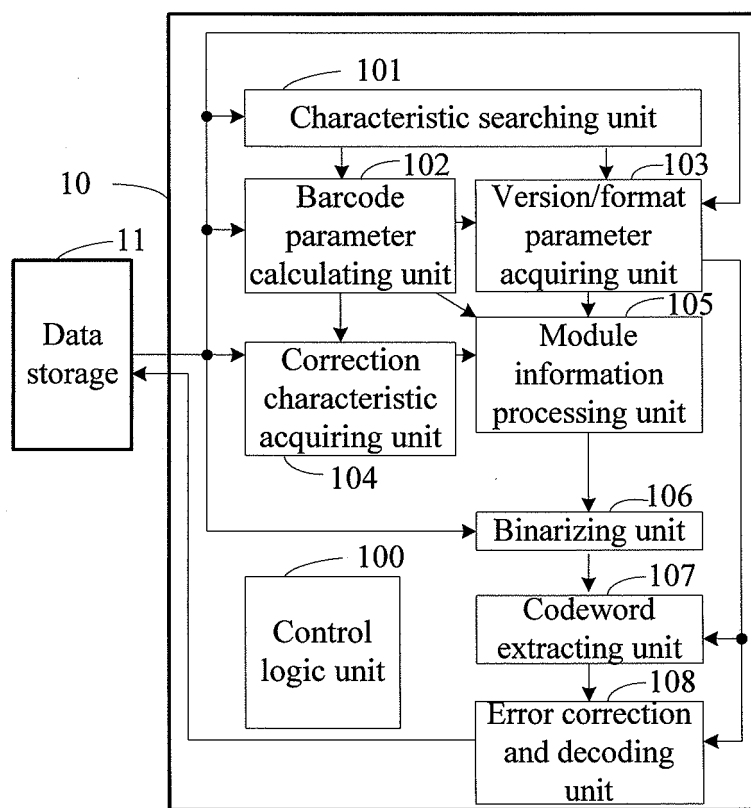 101
Characteristic searching unit
10
102
103
Barcode
parameter
calculating unit
Version/format
parameter
acquiring unit
11
Data
storage
105
Correction
characteristic
acquiring unit
104
Module
information
processing unit
106
Binarizing unit
100
Control
logic unit
107
Codeword
extracting unit
108
Error correction
and decoding
unit